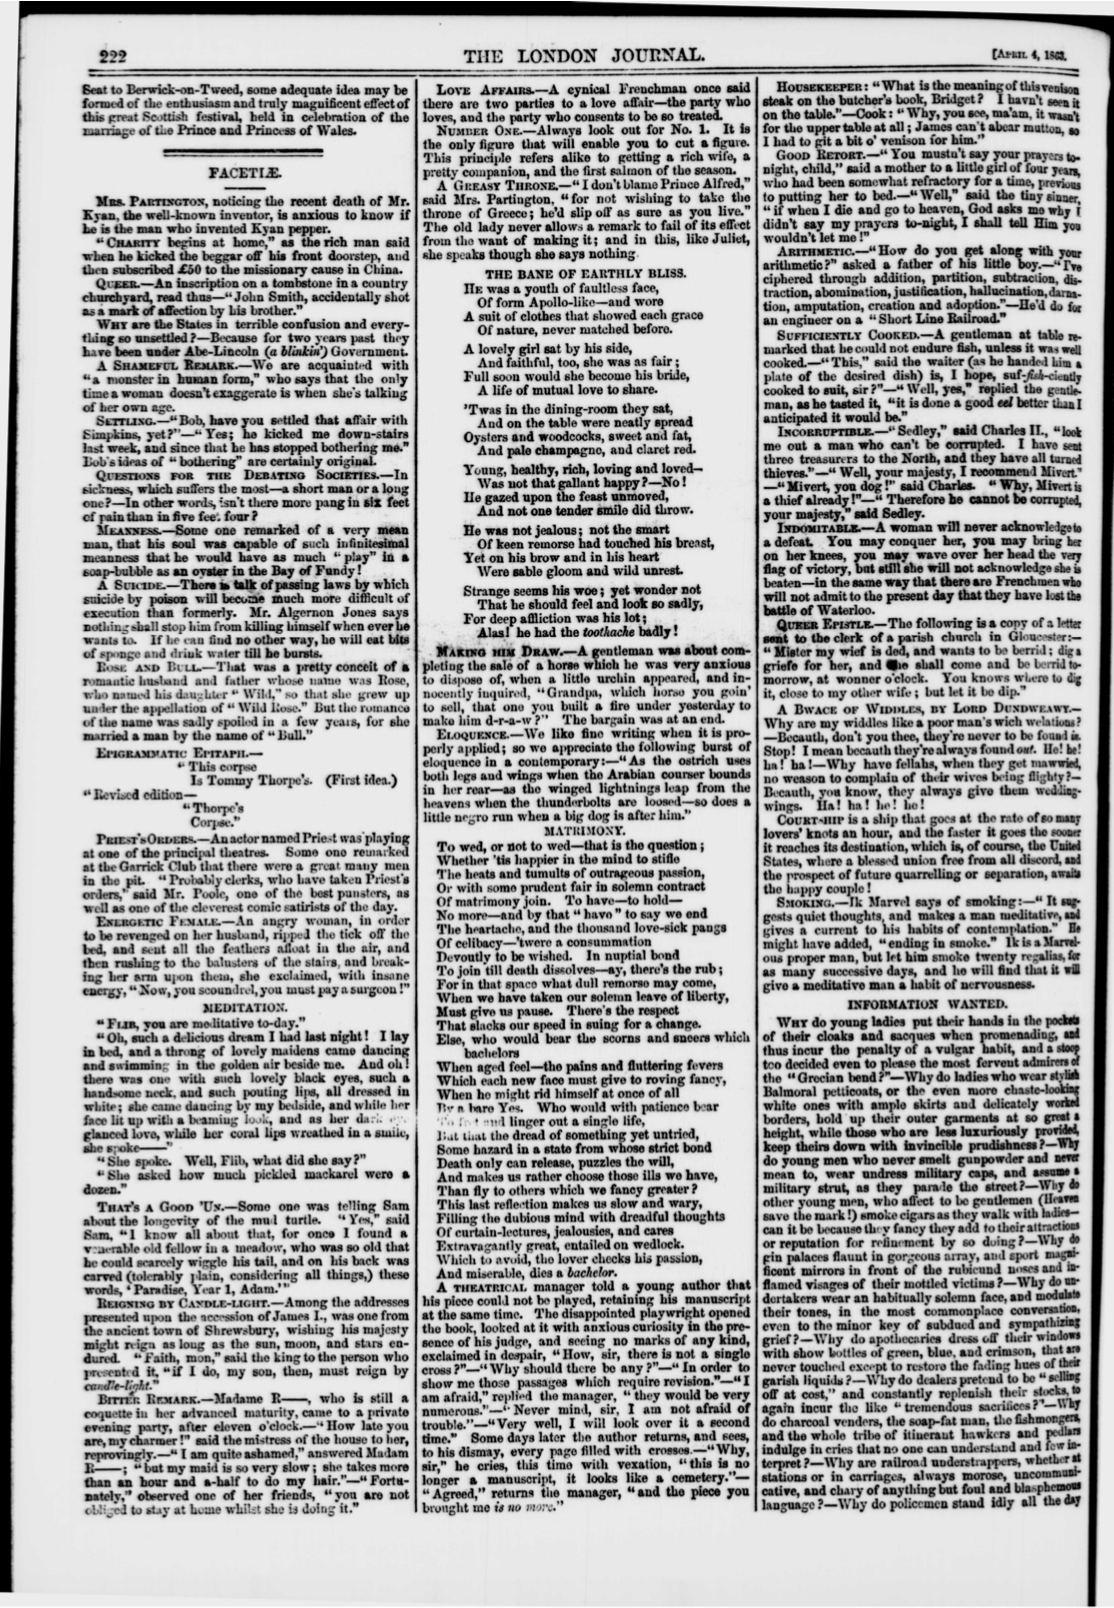 222
THE LONDON JOURNAL.
[APRIL 4, 1863.
Seat to Berwick-on-Tweed, some adequate idea may be
formed of the enthusiasm and truly magnificent effect of
this great Scottish festival, held in celebration of the
marriage of the Prince and Princess of Wales.
FACETIÆ.
MRS. PARTINGTON, noticing the recent death of Mr.
Kyan, the well-known inventor, is anxious to know if
he is the man who invented Kyan pepper.
"CHARITY begins at home," as the rich man said
when he kicked the beggar off his front doorstep, and
then subscribed £50 to the missionary cause in China.
QUEER.—An inscription on a tombstone in a country
churchyard, read thus—"John Smith, accidentally shot
as a mark of affection by his brother."
WHY are the States in terrible confusion and every-
thing so unsettled?—Because for two years past they
have been under Abe-Lincoln (a blinkin') Government.
A SHAMEFUL REMARK.—We are acquainted with
"a monster in human form," who says that the only
time a woman doesn't exaggerate is when she's talking
of her own age.
SETTLING.—"Bob, have you settled that affair with
Simpkins, yet?"—"Yes; he kicked me down-stairs
last week, and since that he has stopped bothering me."
Bob's ideas of "bothering" are certainly original.
QUESTIONS FOR THE DEBATING SOCIETIES.—In
sickness, which suffers the most—a short man or a long
one?—In other words, isn't there more pang in six feet
of pain than in five feet four?
MEANNESS.—Some one remarked of a very mean
man, that his soul was capable of such infinitesimal
meanness that he would have as much "play" in a
soap-bubble as an oyster in the Bay of Fundy!
A SUICIDE.—There is talk of passing laws by which
suicide by poison will become much more difficult of
execution than formerly. Mr. Algernon Jones says
nothing shall stop him from killing himself when ever he
wants to. If he can find no other way, he will eat bits
of sponge and drink water till he bursts.
ROSE AND BULL.—That was a pretty conceit of a
romantic husband and father whose name was Rose,
who named his daughter "Wild," so that she grew up
under the appellation of "Wild Rose." But the romance
of the name was sadly spoiled in a few years, for she
married a man by the name of "Bull."
EPIGRAMMATIC EPITAPH.—
"This corpse
Is Tommy Thorpe's. (First idea.)
"Revised edition—
"Thorpe's
Corpse."
PRIEST'S ORDERS.—An actor named Priest was playing
at one of the principal theatres. Some one remarked
at the Garrick Club that there were a great many men
in the pit. "Probably clerks, who have taken Priest's
orders," said Mr. Poole, one of the best punsters, as
well as one of the cleverest comic satirists of the day.
ENERGETIC FEMALE.—An angry woman, in order
to be revenged on her husband, ripped the tick off the
bed, and sent all the feathers afloat in the air, and
then rushing to the balusters of the stairs, and break-
ing her arm upon them, she exclaimed, with insane
energy, "Now, you scoundrel, you must pay a surgeon!"
MEDITATION.
"FLIB, you are meditative to-day."
"Oh, such a delicious dream I had last night! I lay
in bed, and a throng of lovely maidens came dancing
and swimming in the golden air beside me. And oh!
there was one with such lovely black eyes, such a
handsome neck, and such pouting lips, all dressed in
white; she came dancing by my bedside, and while her
face lit up with a beaming look, and as her dark
glanced love, while her coral lips wreathed in a smile,
she spoke——"
"She spoke. Well, Flib, what did she say?"
"She asked how much pickled mackarel were a
dozen."
THAT'S A GOOD 'UN.—Some one was telling Sam
about the longevity of the mud turtle. "Yes," said
Sam, "I know all about that, for once I found a
venerable old fellow in a meadow, who was so old that
he could scarcely wiggle his tail, and on his back was
carved (tolerably plain, considering all things,) these
words, 'Paradise, Year 1, Adam.'"
REIGNING BY CANDLE-LIGHT.—Among the addresses
presented upon the accession of James I., was one from
the ancient town of Shrewsbury, wishing his majesty
might reign as long as the sun, moon, and stars en-
dured. "Faith, mon," said the king to the person who
presented it, "if I do, my son, then, must reign by
candle-light."
BITTER REMARK.—Madame R——, who is still a
coquette in her advanced maturity, came to a private
evening party, after eleven o'clock.—"How late you
are, my charmer!" said the mistress of the house to her,
reprovingly.—"I am quite ashamed," answered Madam
R——; "but my maid is so very slow; she takes more
than an hour and a-half to do my hair."—"Fortu-
nately," observed one of her friends, "you are not
obliged to stay at home whilst she is doing it."
LOVE AFFAIRS.—A cynical Frenchman once said
there are two parties to a love affair—the party who
loves, and the party who consents to be so treated.
NUMBER ONE.—Always look out for No. 1. It is
the only figure that will enable you to cut a figure.
This principle refers alike to getting a rich wife, a
pretty companion, and the first salmon of the season.
A GREASY THRONE.—"I don't blame Prince Alfred,"
said Mrs. Partington, "for not wishing to take the
throne of Greece; he'd slip off as sure as you live."
The old lady never allows a remark to fail of its effect
from the want of making it; and in this, like Juliet,
she speaks though she says nothing.
THE BANE OF EARTHLY BLISS.
HE was a youth of faultless face,
Of form Apollo-like—and wore
A suit of clothes that showed each grace
Of nature, never matched before.
A lovely girl sat by his side,
And faithful, too, she was as fair;
Full soon would she become his bride,
A life of mutual love to share.
'Twas in the dining-room they sat,
And on the table were neatly spread
Oysters and woodcocks, sweet and fat,
And pale champagne, and claret red.
Young, healthy, rich, loving and loved—
Was not that gallant happy?—No!
He gazed upon the feast unmoved,
And not one tender smile did throw.
He was not jealous; not the smart
Of keen remorse had touched his breast,
Yet on his brow and in his heart
Were sable gloom and wild unrest.
Strange seems his woe; yet wonder not
That he should feel and look so sadly,
For deep affliction was his lot;
Alas! he had the toothache badly!
MAKING HIM DRAW.—A gentleman was about com-
pleting the sale of a horse which he was very anxious
to dispose of, when a little urchin appeared, and in-
nocently inquired, "Grandpa, which horse you goin'
to sell, that one you built a fire under yesterday to
make him d-r-a-w?" The bargain was at an end.
ELOQUENCE.—We like fine writing when it is pro-
perly applied; so we appreciate the following burst of
eloquence in a contemporary:—"As the ostrich uses
both legs and wings when the Arabian courser bounds
in her rear—as the winged lightnings leap from the
heavens when the thunderbolts are loosed—so does a
little negro run when a big dog is after him."
MATRIMONY.
To wed, or not to wed—that is the question;
Whether 'tis happier in the mind to stifle
The heats and tumults of outrageous passion,
Or with some prudent fair in solemn contract
Of matrimony join. To have—to hold—
No more—and by that "have" to say we end
The heartache, and the thousand love-sick pangs
Of celibacy—'twere a consummation
Devoutly to be wished. In nuptial bond
To join till death dissolves—ay, there's the rub;
For in that space what dull remorse may come,
When we have taken our solemn leave of liberty,
Must give us pause. There's the respect
That slacks our speed in suing for a change.
Else, who would bear the scorns and sneers which
bachelors
When aged feel—the pains and fluttering fevers
Which each new face must give to roving fancy,
When he might rid himself at once of all
By a bare Yes. Who would with patience bear
To fret and linger out a single life,
But that the dread of something yet untried,
Some hazard in a state from whose strict bond
Death only can release, puzzles the will,
And makes us rather choose those ills we have,
Than fly to others which we fancy greater?
This last reflection makes us slow and wary,
Filling the dubious mind with dreadful thoughts
Of curtain-lectures, jealousies, and cares
Extravagantly great, entailed on wedlock.
Which to avoid, the lover checks his passion,
And miserable, dies a bachelor.
A THEATRICAL manager told a young author that
his piece could not be played, retaining his manuscript
at the same time. The disappointed playwright opened
the book, looked at it with anxious curiosity in the pre-
sence of his judge, and seeing no marks of any kind,
exclaimed in despair, "How, sir, there is not a single
cross?"—"Why should there be any?"—"In order to
show me those passages which require revision."—"I
am afraid," replied the manager, "they would be very
numerous."—"Never mind, sir, I am not afraid of
trouble."—"Very well, I will look over it a second
time." Some days later the author returns, and sees,
to his dismay, every page filled with crosses.—"Why,
sir," he cries, this time with vexation, "this is no
longer a manuscript, it looks like a cemetery."—
"Agreed," returns the manager, "and the piece you
brought me is no more."
HOUSEKEEPER: "What is the meaning of this venison
steak on the butcher's book, Bridget? I havn't seen it
on the table."—Cook: "Why, you see, ma'am, it wasn't
for the upper table at all; James can't abear mutton, so
I had to git a bit o' venison for him."
GOOD RETORT.—"You mustn't say your prayers to-
night, child," said a mother to a little girl of four years,
who had been somewhat refractory for a time, previous
to putting her to bed.—"Well," said the tiny sinner,
"if when I die and go to heaven, God asks me why I
didn't say my prayers to-night, I shall tell Him you
wouldn't let me!"
ARITHMETIC.—"How do you get along with your
arithmetic?" asked a father of his little boy.—"I've
ciphered through addition, partition, subtraction, dis-
traction, abomination, justification, hallucination, darna-
tion, amputation, creation and adoption."—He'd do for
an engineer on a "Short Line Railroad."
SUFFICIENTLY COOKED.—A gentleman at table re-
marked that he could not endure fish, unless it was well
cooked.—"This," said the waiter (as he handed him a
plate of the desired dish) is, I hope, suf-fish-ciently
cooked to suit, sir?"—"Well, yes," replied the gentle-
man, as he tasted it, "it is done a good eel better than I
anticipated it would be."
INCORRUPTIBLE.—"Sedley," said Charles II., "look
me out a man who can't be corrupted. I have sent
three treasurers to the North, and they have all turned
thieves."—"Well, your majesty, I recommend Mivert."
—"Mivert, you dog!" said Charles. "Why, Mivert is
a thief already!"—"Therefore he cannot be corrupted,
your majesty," said Sedley.
INDOMITABLE.—A woman will never acknowledge to
a defeat. You may conquer her, you may bring her
on her knees, you may wave over her head the very
flag of victory, but still she will not acknowledge she is
beaten—in the same way that there are Frenchmen who
will not admit to the present day that they have lost the
battle of Waterloo.
QUEER EPISTLE.—The following is a copy of a letter
sent to the clerk of a parish church in Gloucester:—
"Mister my wief is ded, and wants to be berrid; dig a
griefe for her, and she shall come and be berrid to-
morrow, at wonner o'clock. You knows where to dig
it, close to my other wife; but let it be dip."
A BWACE OF WIDDLES, BY LORD DUNDWEAWY.—
Why are my widdles like a poor man's wich welations?
—Becauth, don't you thee, they're never to be found in.
Stop! I mean becauth they're always found out. He! he!
ha! ha!—Why have fellahs, when they get mawwied,
no weason to complain of their wives being flighty?—
Becauth, you know, they always give them wedding-
wings. Ha! ha! he! he!
COURTSHIP is a ship that goes at the rate of so many
lovers' knots an hour, and the faster it goes the sooner
it reaches its destination, which is, of course, the United
States, where a blessed union free from all discord, and
the prospect of future quarrelling or separation, awaits
the happy couple!
SMOKING.—Ik Marvel says of smoking:—"It sug-
gests quiet thoughts, and makes a man meditative, and
gives a current to his habits of contemplation." He
might have added, "ending in smoke." Ik is a Marvel-
ous proper man, but let him smoke twenty regalias, for
as many successive days, and he will find that it will
give a meditative man a habit of nervousness.
INFORMATION WANTED.
WHY do young ladies put their hands in the pockets
of their cloaks and sacques when promenading, and
thus incur the penalty of a vulgar habit, and a stoop
too decided even to please the most fervent admirers of
the "Grecian bend?"—Why do ladies who wear stylish
Balmoral petticoats, or the even more chaste-looking
white ones with ample skirts and delicately worked
borders, hold up their outer garments at so great a
height, while those who are less luxuriously provided,
keep theirs down with invincible prudishness?—Why
do young men who never smelt gunpowder and never
mean to, wear undress military caps, and assume a
military strut, as they parade the street?—Why do
other young men, who affect to be gentlemen (Heaven
save the mark!) smoke cigars as they walk with ladies—
can it be because they fancy they add to their attractions
or reputation for refinement by so doing?—Why do
gin palaces flaunt in gorgeous array, and sport magni-
ficent mirrors in front of the rubicund noses and in-
flamed visages of their mottled victims?—Why do un-
dertakers wear an habitually solemn face, and modulate
their tones, in the most commonplace conversation,
even to the minor key of subdued and sympathizing
grief?—Why do apothecaries dress off their windows
with show bottles of green, blue, and crimson, that are
never touched except to restore the fading hues of their
garish liquids?—Why do dealers pretend to be "selling
off at cost," and constantly replenish their stocks, to
again incur the like "tremendous sacrifices?"—Why
do charcoal venders, the soap-fat man, the fishmongers,
and the whole tribe of itinerant hawkers and pedlars
indulge in cries that no one can understand and few in-
terpret?—Why are railroad understrappers, whether at
stations or in carriages, always morose, uncommuni-
cative, and chary of anything but foul and blasphemous
language?—Why do policemen stand idly all the day